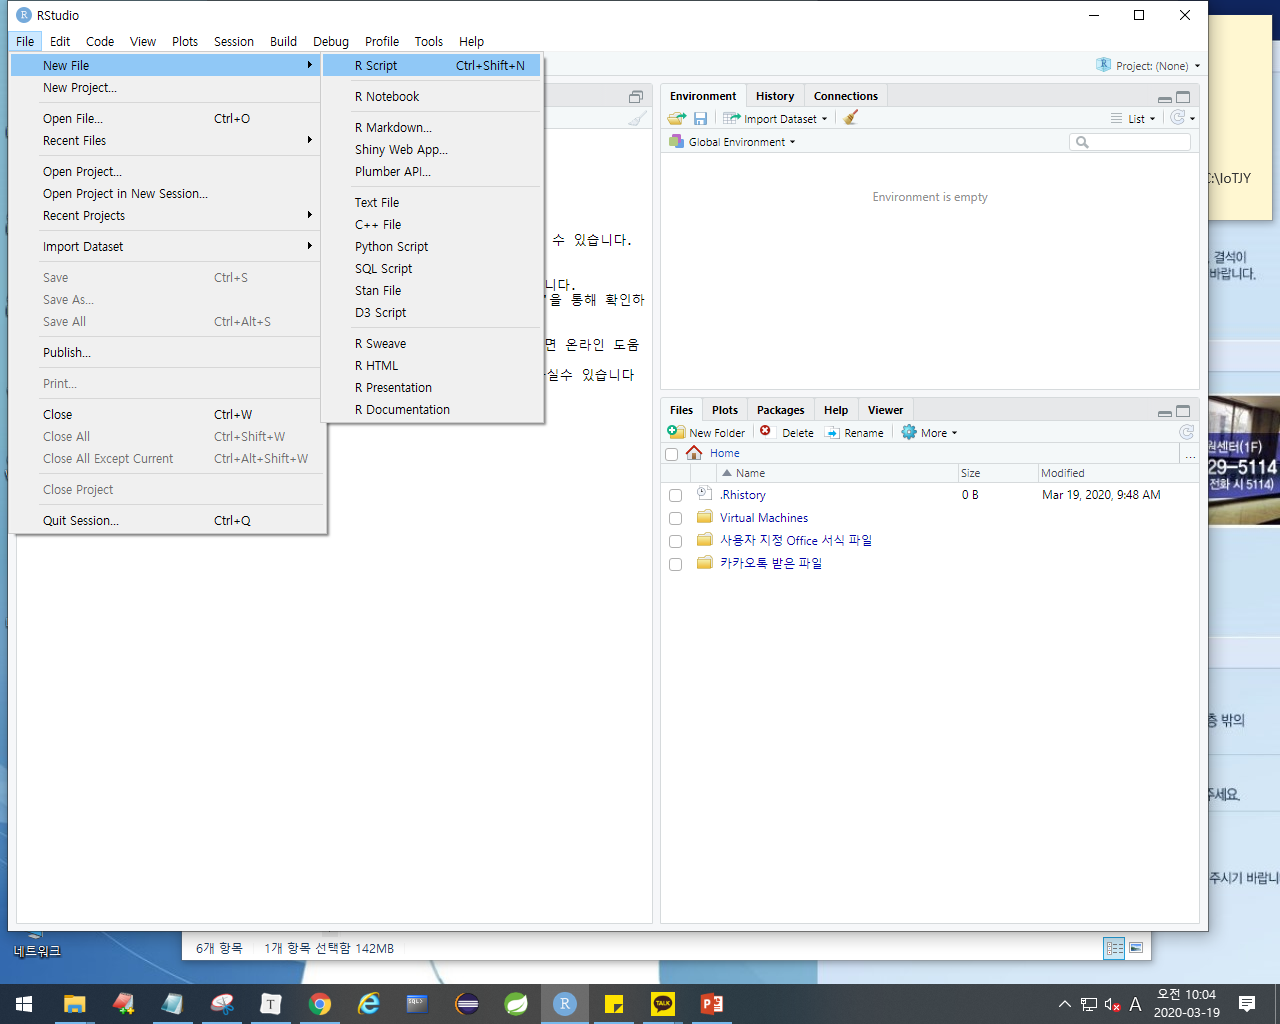 RStudio
File Edit Code View Plots Session Build Debug Profile Tools Help
New File
New Project...
Open File... Ctrl+O
Recent Files
Open Project...
Open Project in New Session...
Recent Projects
Import Dataset
Save Ctrl+S
Save As...
Save All Ctrl+Alt+S
Publish...
Print...
Close Ctrl+W
Close All Ctrl+Shift+W
Close All Except Current Ctrl+Alt+Shift+W
Close Project
Quit Session... Ctrl+Q
R Script Ctrl+Shift+N
R Notebook
R Markdown...
Shiny Web App...
Plumber API...
Text File
C++ File
Python Script
SQL Script
Stan File
D3 Script
R Sweave
R HTML
R Presentation
R Documentation
수 있습니다.
니다.
"을 통해 확인하
면 온라인 도움
실수 있습니다
Project: (None)
Environment History Connections
Import Dataset List
Global Environment
Environment is empty
Files Plots Packages Help Viewer
New Folder Delete Rename More
Home ...
Name Size Modified
.Rhistory 0 B Mar 19, 2020, 9:48 AM
Virtual Machines
사용자 지정 Office 서식 파일
카카오톡 받은 파일
C:\IoTJY
결석이
바랍니다.
원센터(1F)
29-5114
전화 시 5114)
층 밖의
주세요.
주시기 바랍니
네트워크
6개 항목 1개 항목 선택함 142MB
T
SQL>
R
TALK
A
오전 10:04
2020-03-19